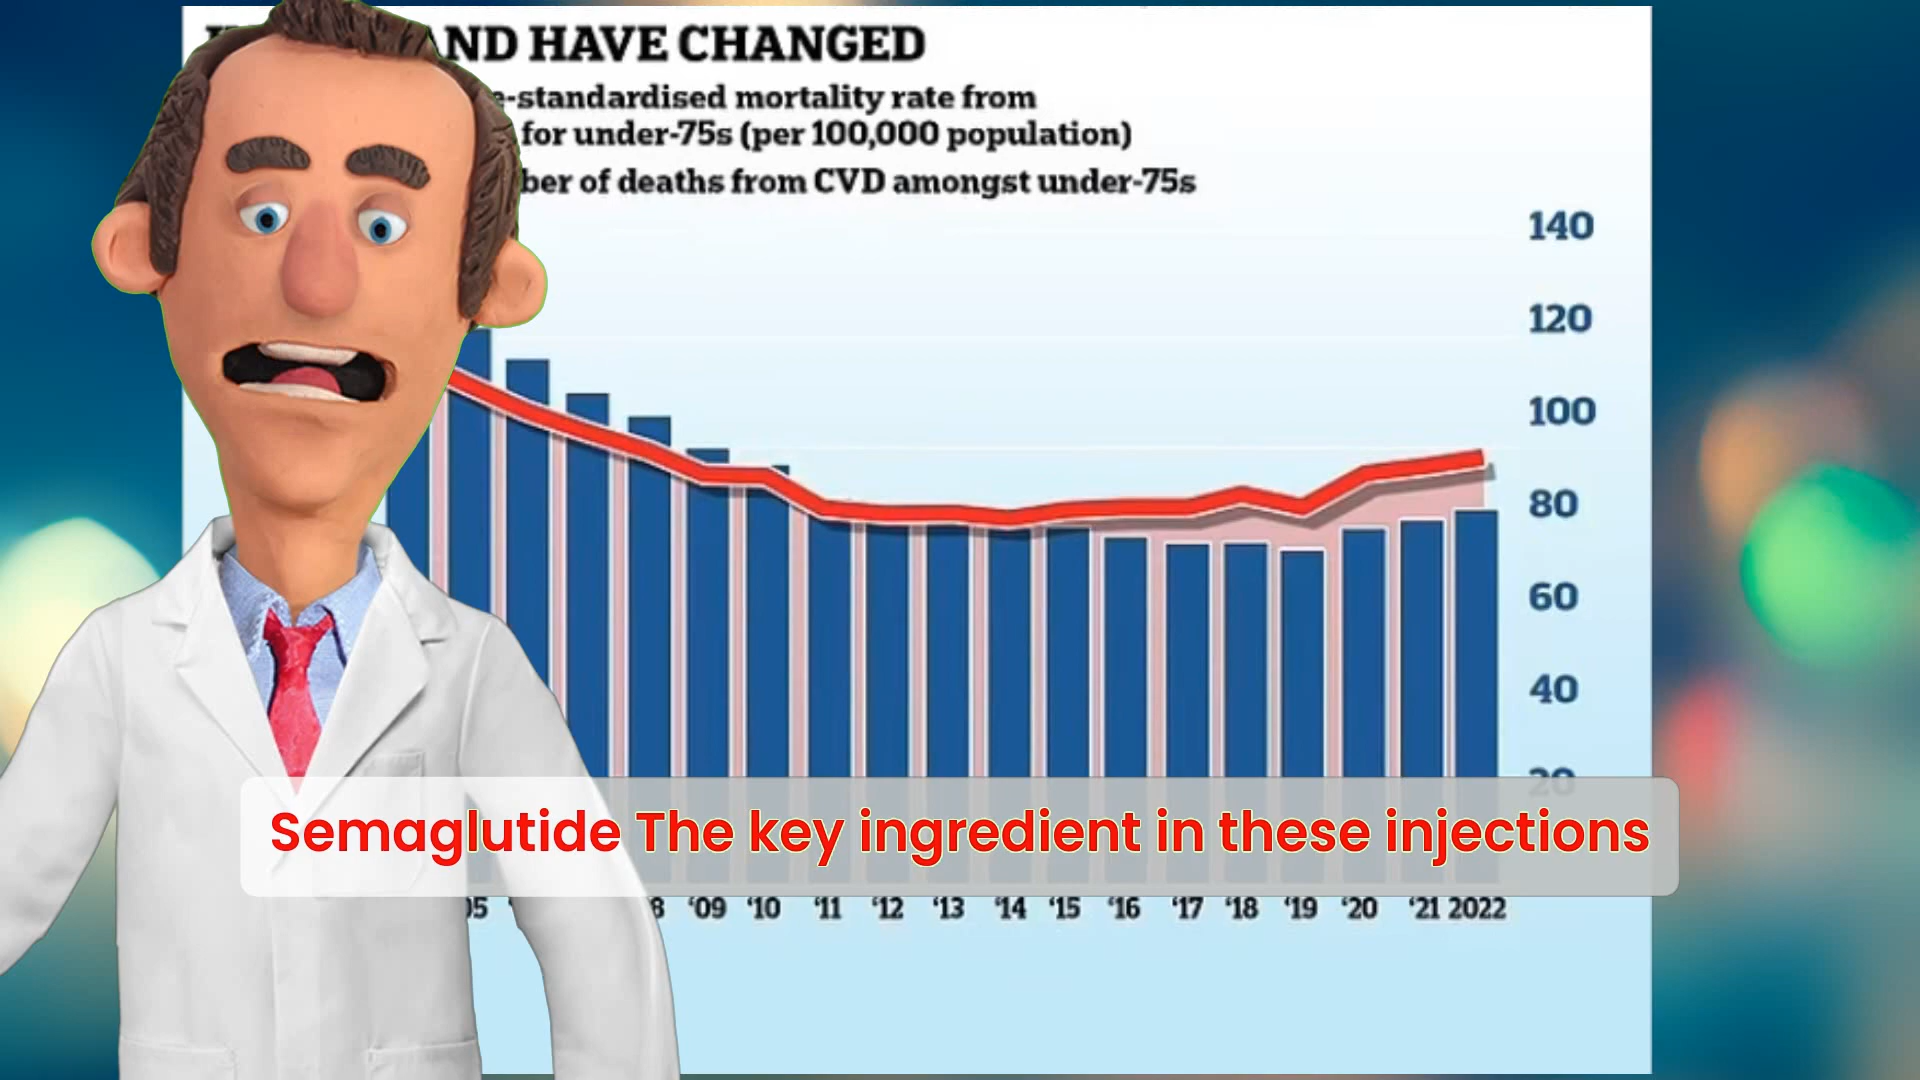 AND HAVE CHANGED
-standardised mortality rate from
for under-75s (per 100,000 population)
of deaths from CVD amongst under-75s
140
120
100
80
60
40
20
Semaglutide The key ingredient in these injections
'09 '10 '11 '12 '13 '14 '15 '16 '17 '18 '19 '20 '21 2022